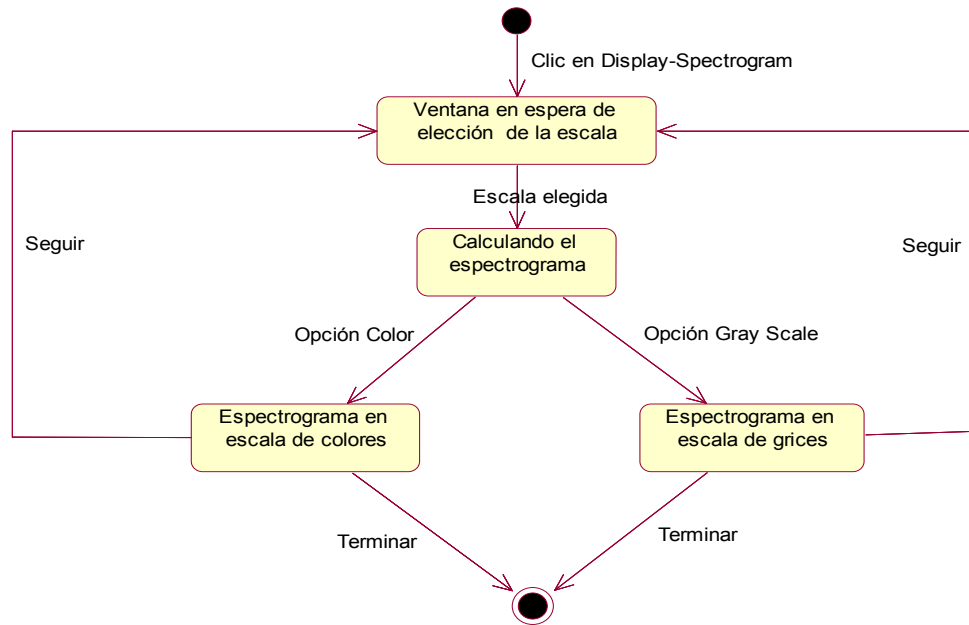 Clic en Display-Spectrogram
Ventana en espera de
elección de la escala
Escala elegida
Seguir
Calculando el
espectrograma
Seguir
Opción Color
Opción Gray Scale
Espectrograma en
escala de colores
Espectrograma en
escala de grices
Terminar
Terminar